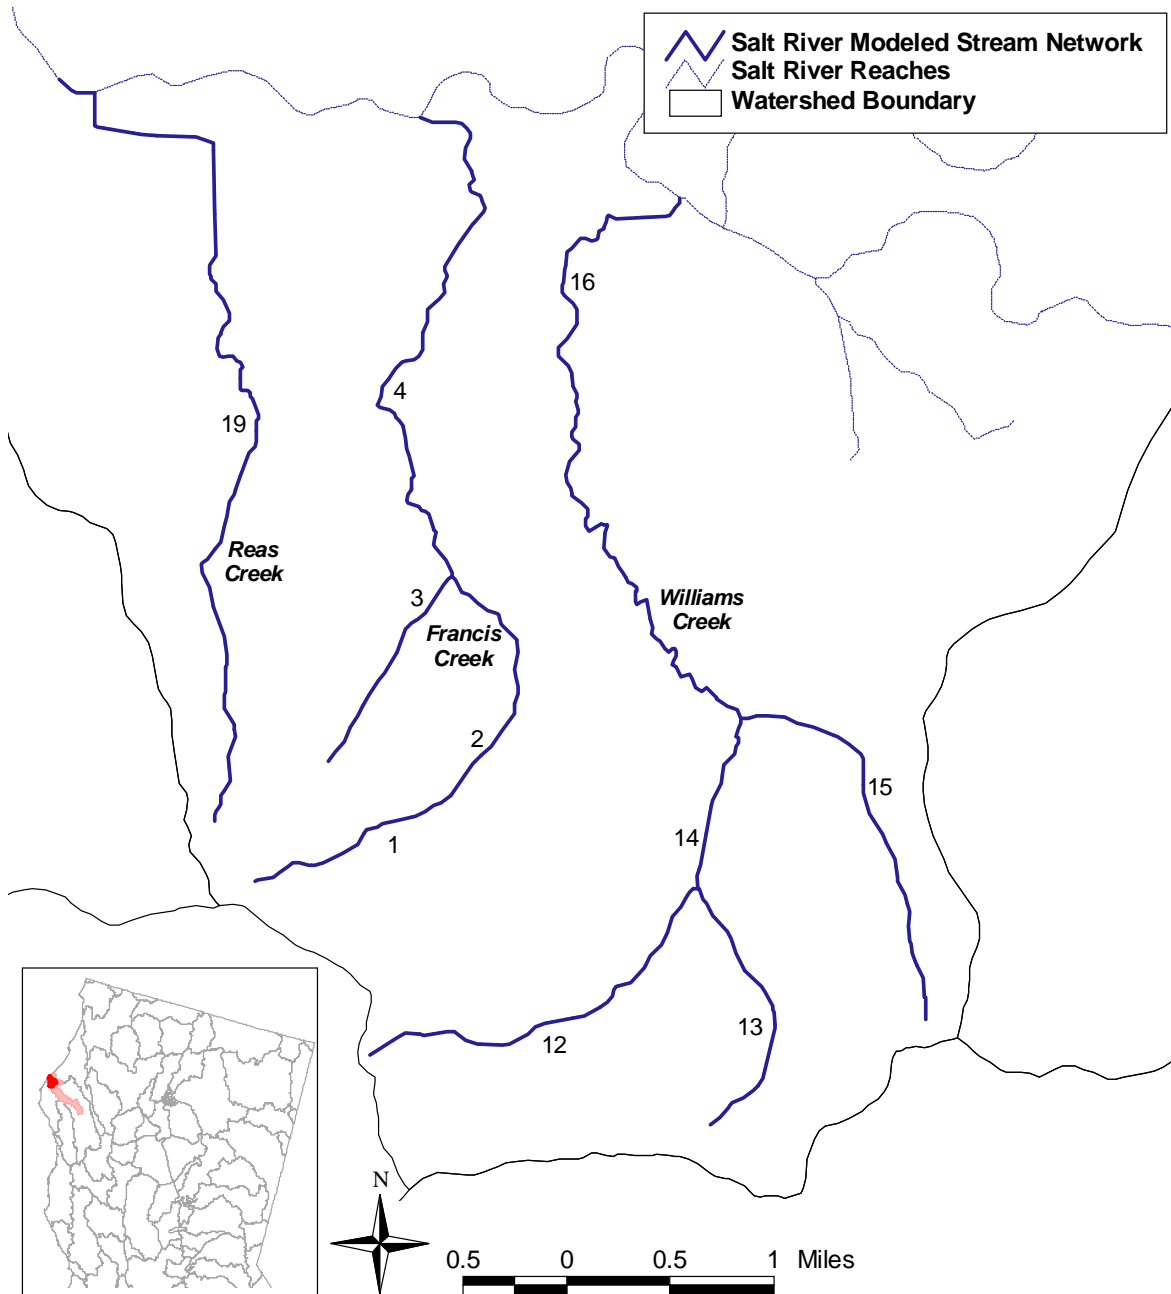 Salt River Modeled Stream Network
Salt River Reaches
Watershed Boundary
16
4
19
Reas
Creek
3
Francis
Creek
Williams
Creek
2
15
1
14
12
13
N
0.5 0 0.5 1 Miles